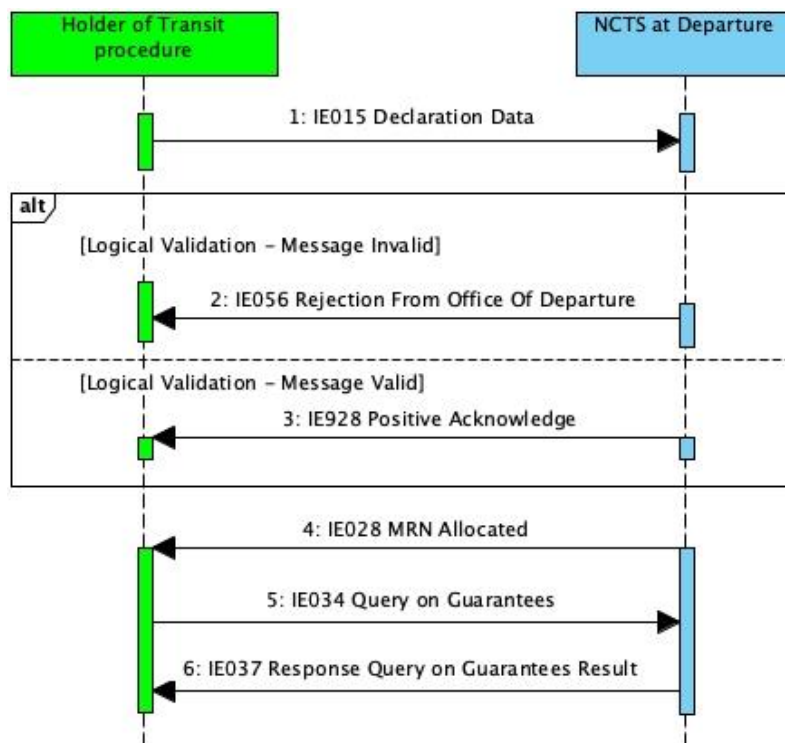 Holder of Transit
procedure
NCTS at Departure
1: IE015 Declaration Data
alt
[Logical Validation – Message Invalid]
2: IE056 Rejection From Office Of Departure
[Logical Validation – Message Valid]
3: IE928 Positive Acknowledge
4: IE028 MRN Allocated
5: IE034 Query on Guarantees
6: IE037 Response Query on Guarantees Result